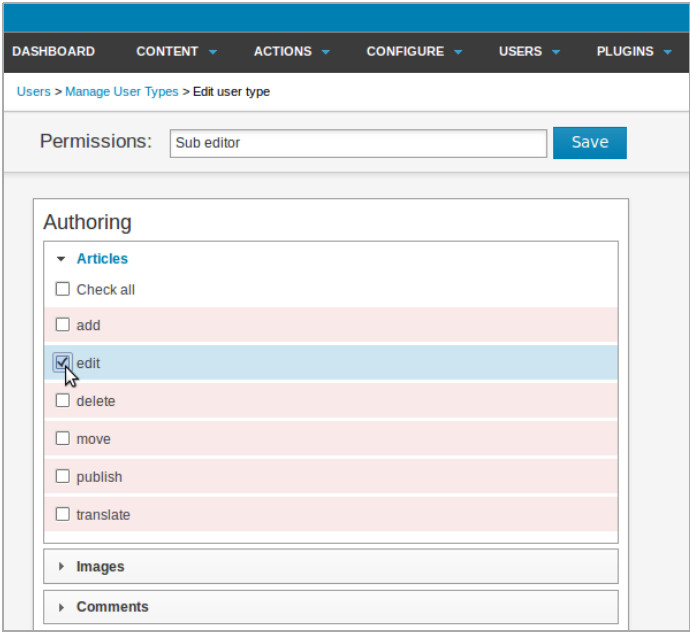 DASHBOARD CONTENT ACTIONS CONFIGURE USERS PLUGINS
Users > Manage User Types > Edit user type
Permissions: Sub editor Save
Authoring
Articles
Check all
add
edit
delete
move
publish
translate
Images
Comments